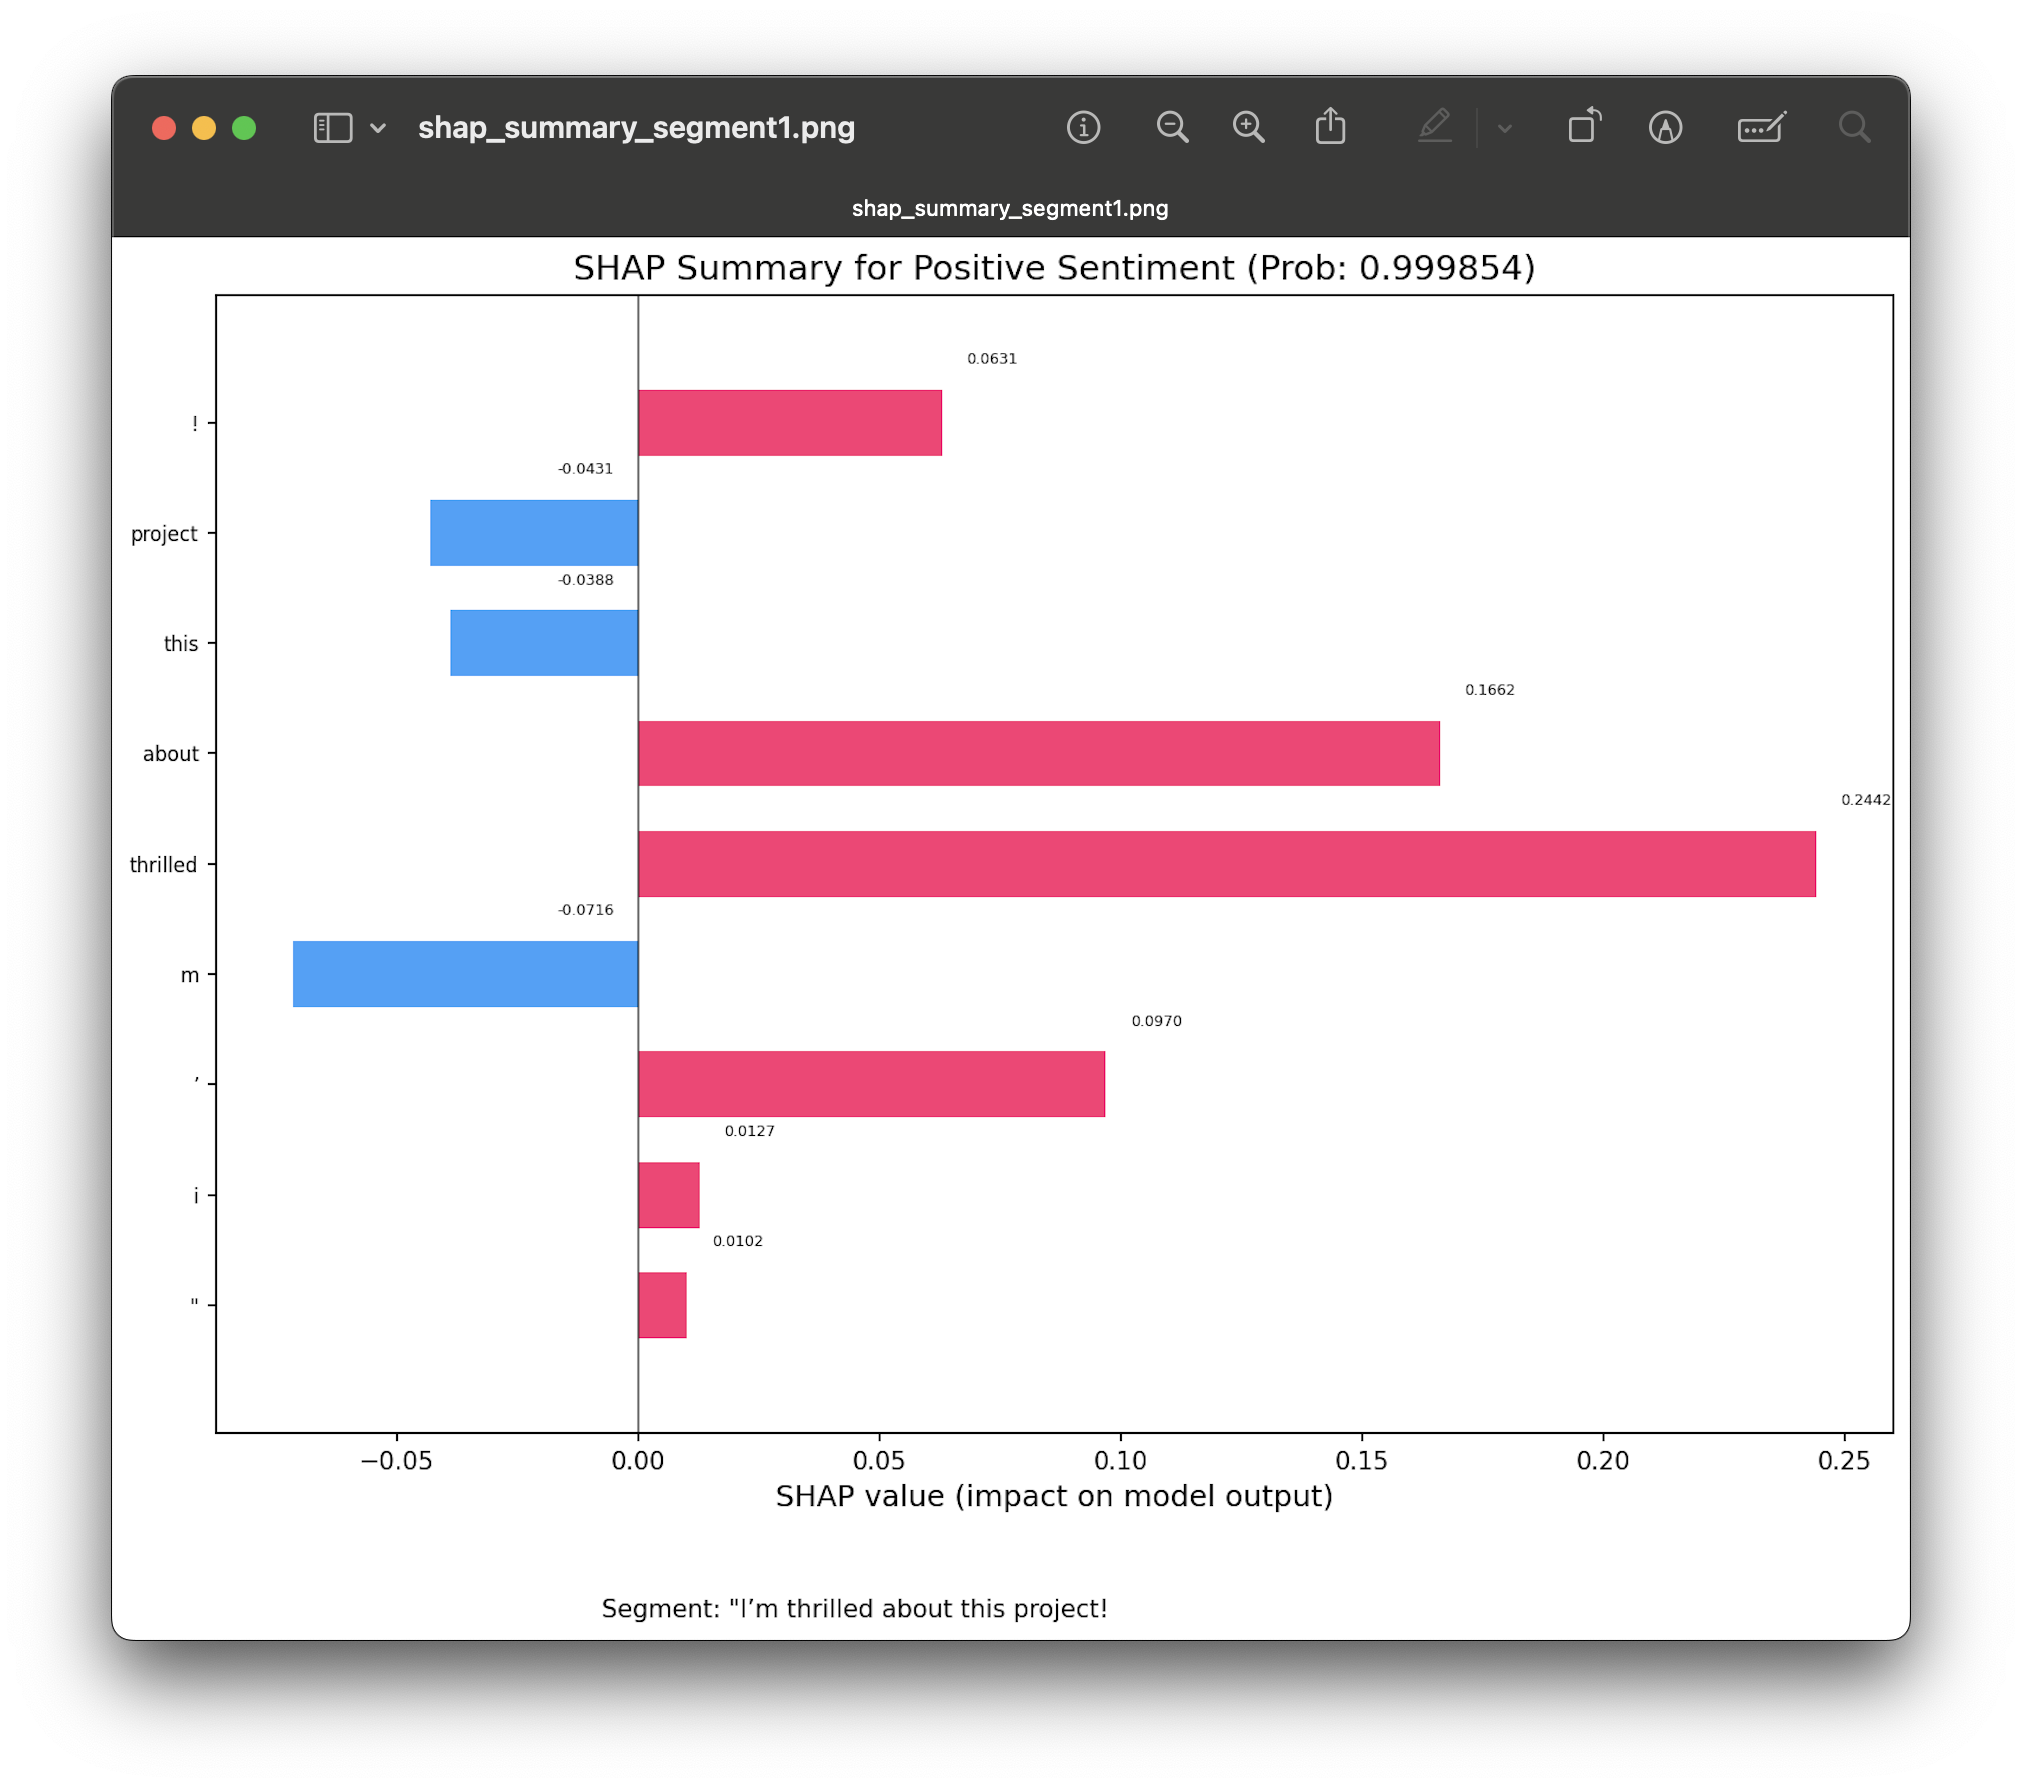 shap_summary_segment1.png
shap_summary_segment1.png
SHAP Summary for Positive Sentiment (Prob: 0.999854)
0.0631
!
-0.0431
project
-0.0388
this
0.1662
about
0.2442
thrilled
-0.0716
m
0.0970
’
0.0127
i
0.0102
"
−0.05 0.00 0.05 0.10 0.15 0.20 0.25
SHAP value (impact on model output)
Segment: "I’m thrilled about this project!